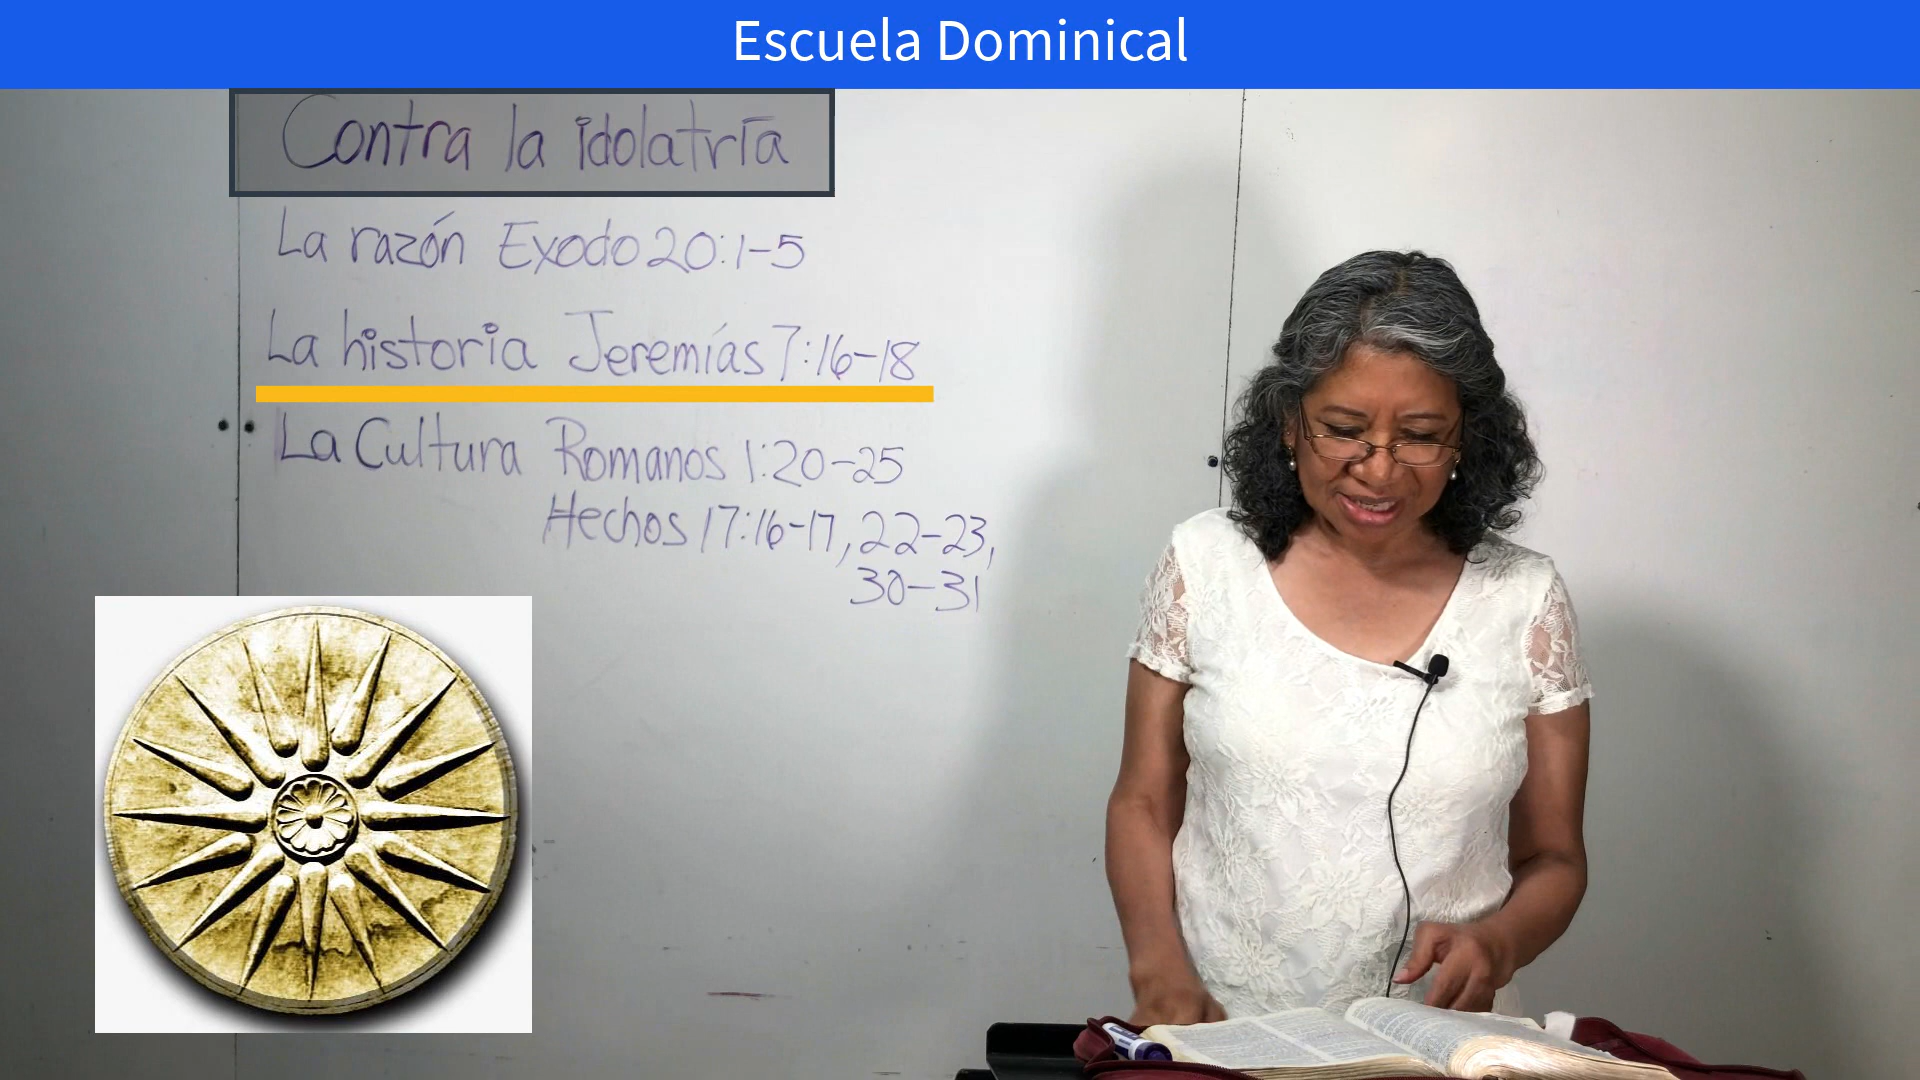 Escuela Dominical
Contra la idolatría
La razón Exodo 20:1-5
La historia Jeremías 7:16-18
La Cultura Romanos 1:20-25
Hechos 17:16-17, 22-23,
30-31